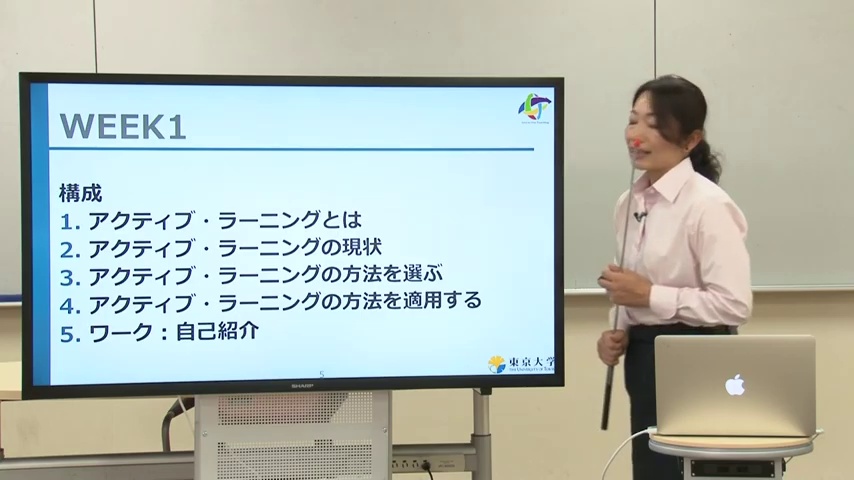 WEEK1
構成
1. アクティブ・ラーニングとは
2. アクティブ・ラーニングの現状
3. アクティブ・ラーニングの方法を選ぶ
4. アクティブ・ラーニングの方法を適用する
5. ワーク：自己紹介
5
東京大学
SHARP